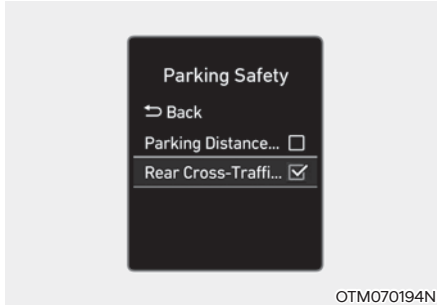 Parking Safety
⮌ Back
Parking Distance...
Rear Cross-Traffi...
OTM070194N